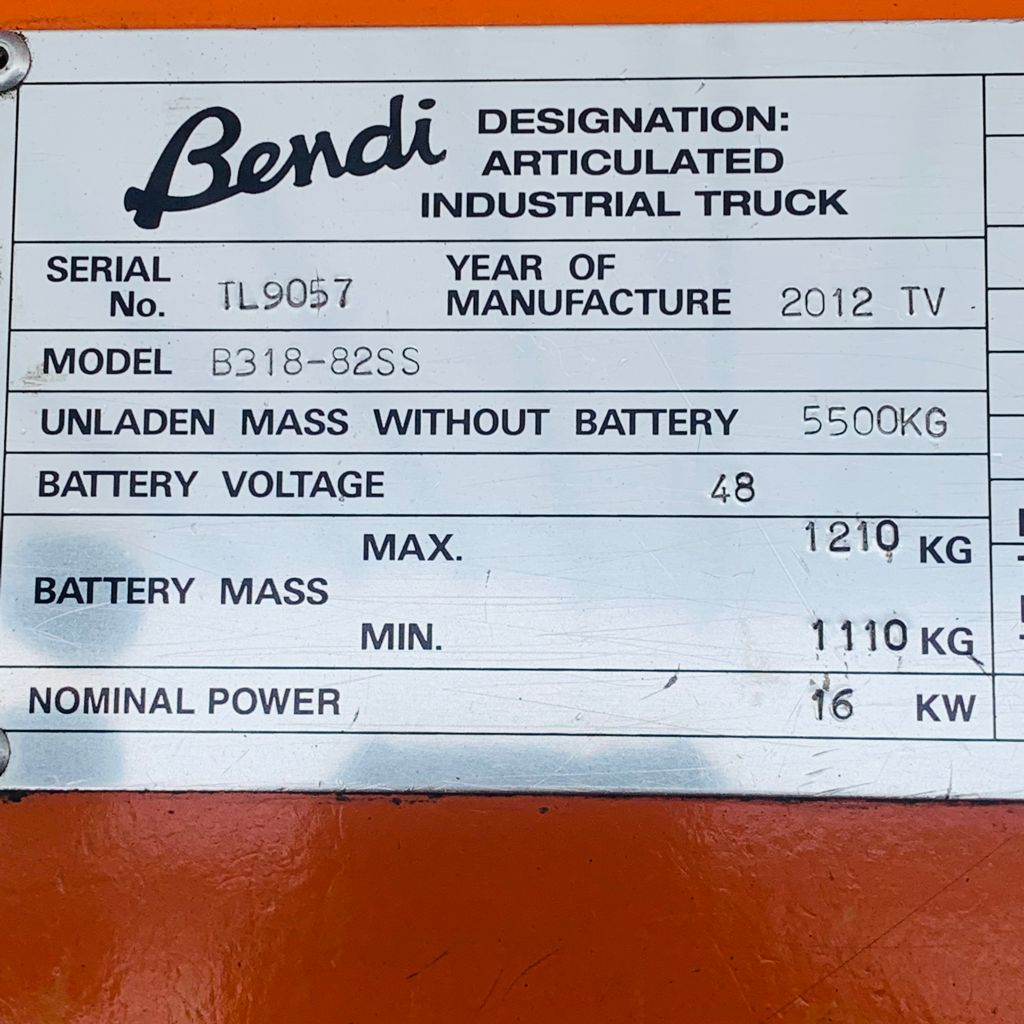 Bendi DESIGNATION:
ARTICULATED
INDUSTRIAL TRUCK
SERIAL No. TL9057 YEAR OF MANUFACTURE 2012 TV
MODEL B318-82SS
UNLADEN MASS WITHOUT BATTERY 5500KG
BATTERY VOLTAGE 48
BATTERY MASS
MAX. 1210 KG
MIN. 1110 KG
NOMINAL POWER 16 KW